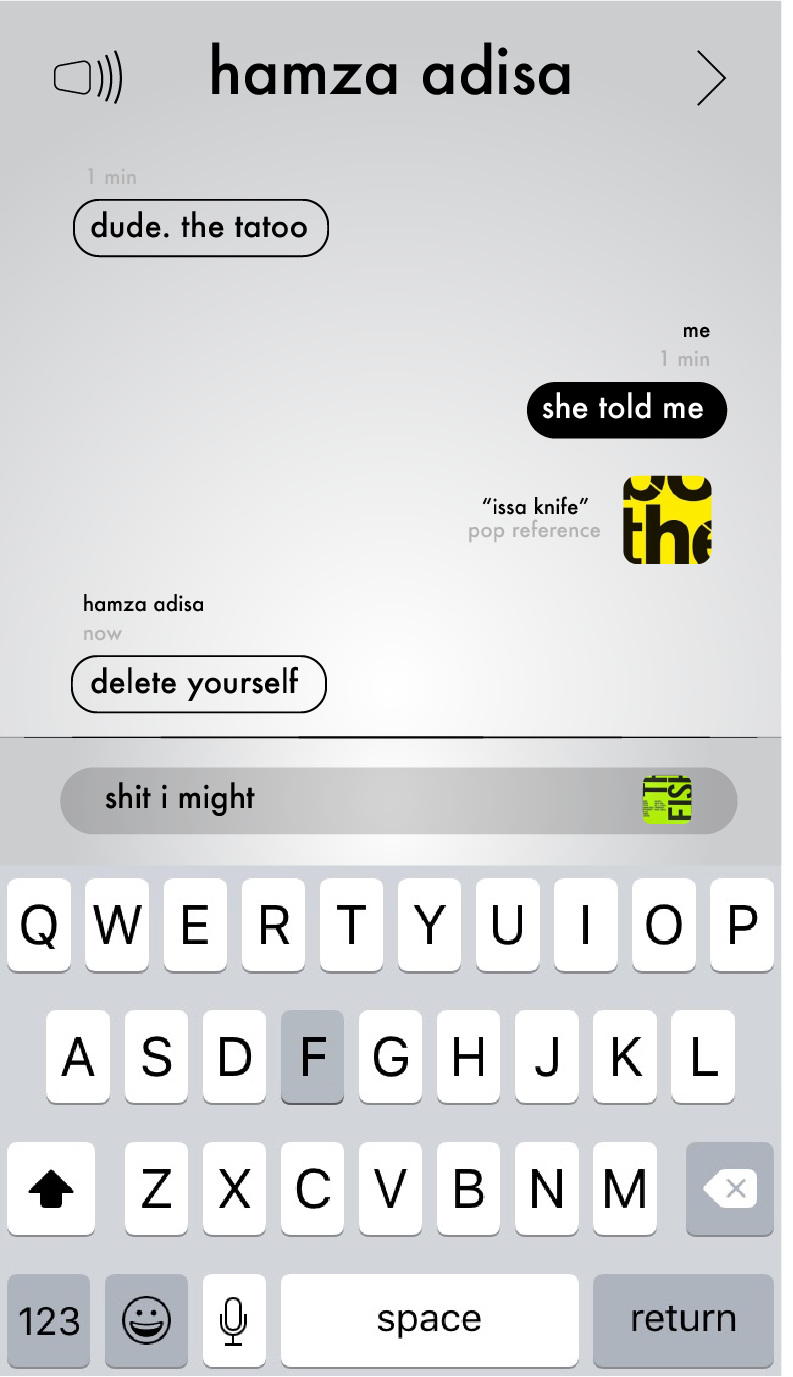 hamza adisa
1 min
dude. the tatoo
me
1 min
she told me
“issa knife”
pop reference
the
hamza adisa
now
delete yourself
shit i might
FIS
Q W E R T Y U I O P
A S D F G H J K L
Z X C V B N M
123 space return